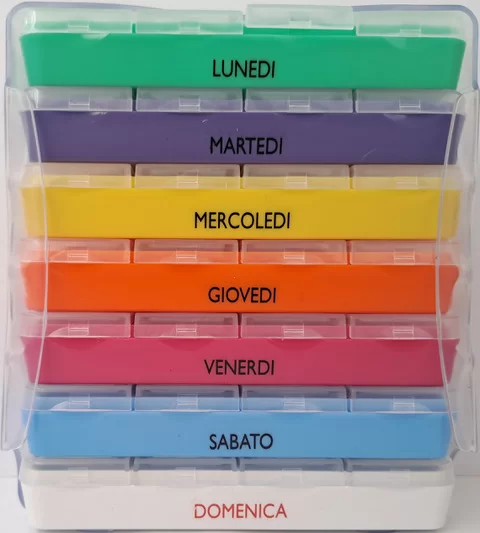 LUNEDI
MARTEDI
MERCOLEDI
GIOVEDI
VENERDI
SABATO
DOMENICA